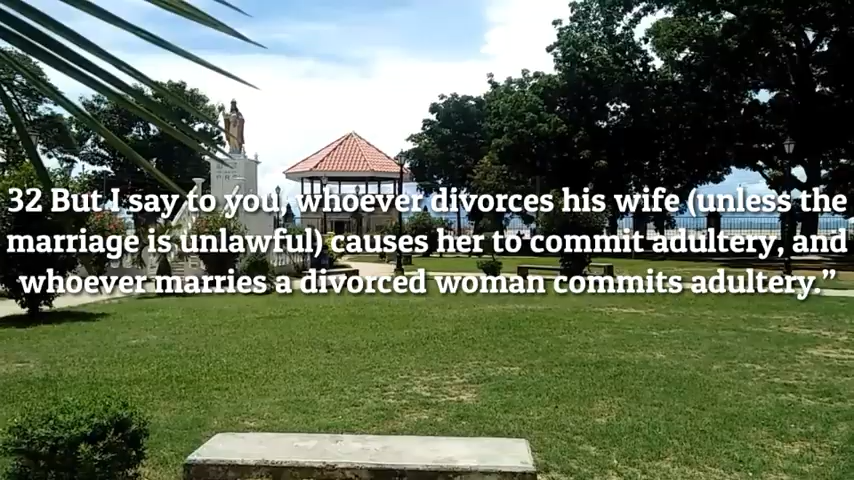 32 But I say to you, whoever divorces his wife (unless the
marriage is unlawful) causes her to commit adultery, and
whoever marries a divorced woman commits adultery.”